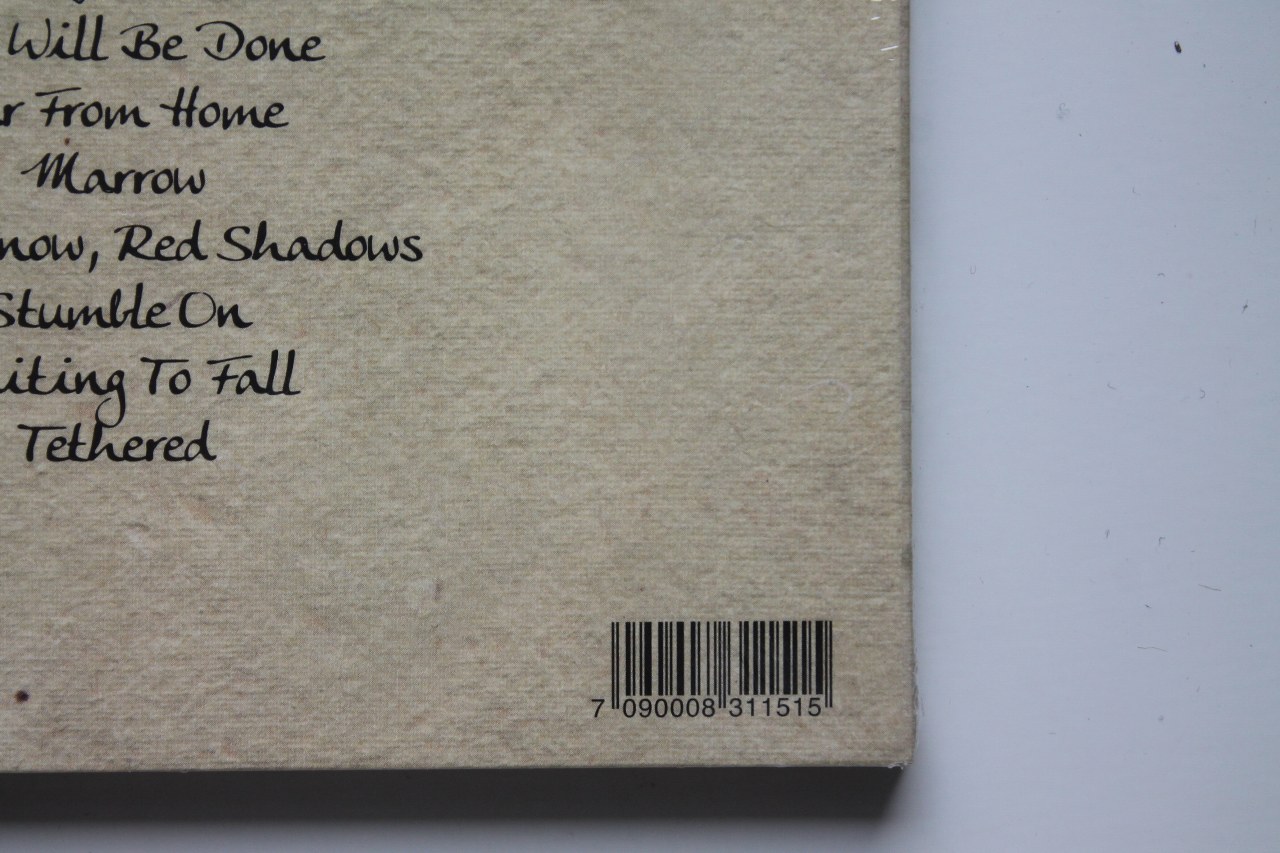 Will Be Done
r From Home
Marrow
now, Red Shadows
Stumble On
iting To Fall
Tethered
7 090008 311515